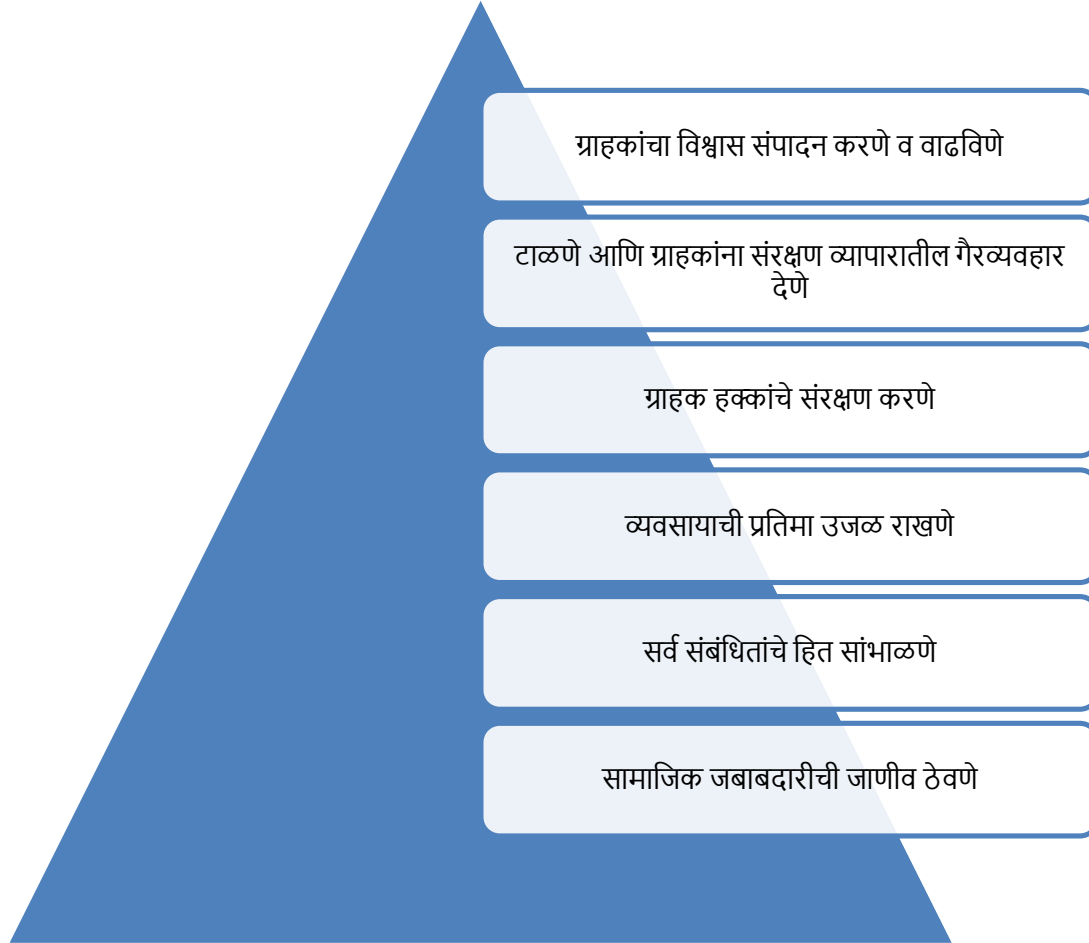 ग्राहकांचा विश्वास संपादन करणे व वाढविणे
टाळणे आणि ग्राहकांना संरक्षण व्यापारातील गैरव्यवहार
देणे
ग्राहक हक्कांचे संरक्षण करणे
व्यवसायाची प्रतिमा उजळ राखणे
सर्व संबंधितांचे हित सांभाळणे
सामाजिक जबाबदारीची जाणीव ठेवणे